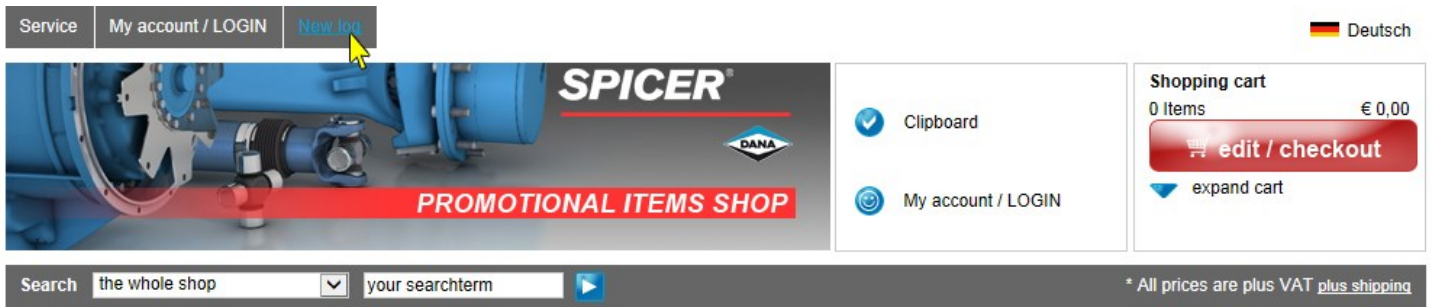 Service My account / LOGIN New log
Deutsch
SPICER®
DANA
PROMOTIONAL ITEMS SHOP
Clipboard
My account / LOGIN
Shopping cart
0 Items € 0,00
edit / checkout
expand cart
Search the whole shop your searchterm
* All prices are plus VAT plus shipping